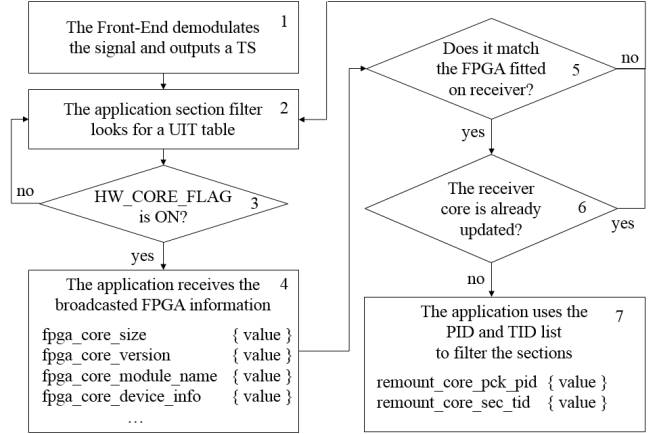 The Front-End demodulates 1
the signal and outputs a TS
The application section filter 2
looks for a UIT table
no
HW_CORE_FLAG 3
is ON?
yes
The application receives the 4
broadcasted FPGA information
fpga_core_size { value }
fpga_core_version { value }
fpga_core_module_name { value }
fpga_core_device_info { value }
...
Does it match
the FPGA fitted 5
on receiver?
no
yes
The receiver
core is already 6
updated?
yes
no
The application uses the 7
PID and TID list
to filter the sections
remount_core_pck_pid { value }
remount_core_sec_tid { value }